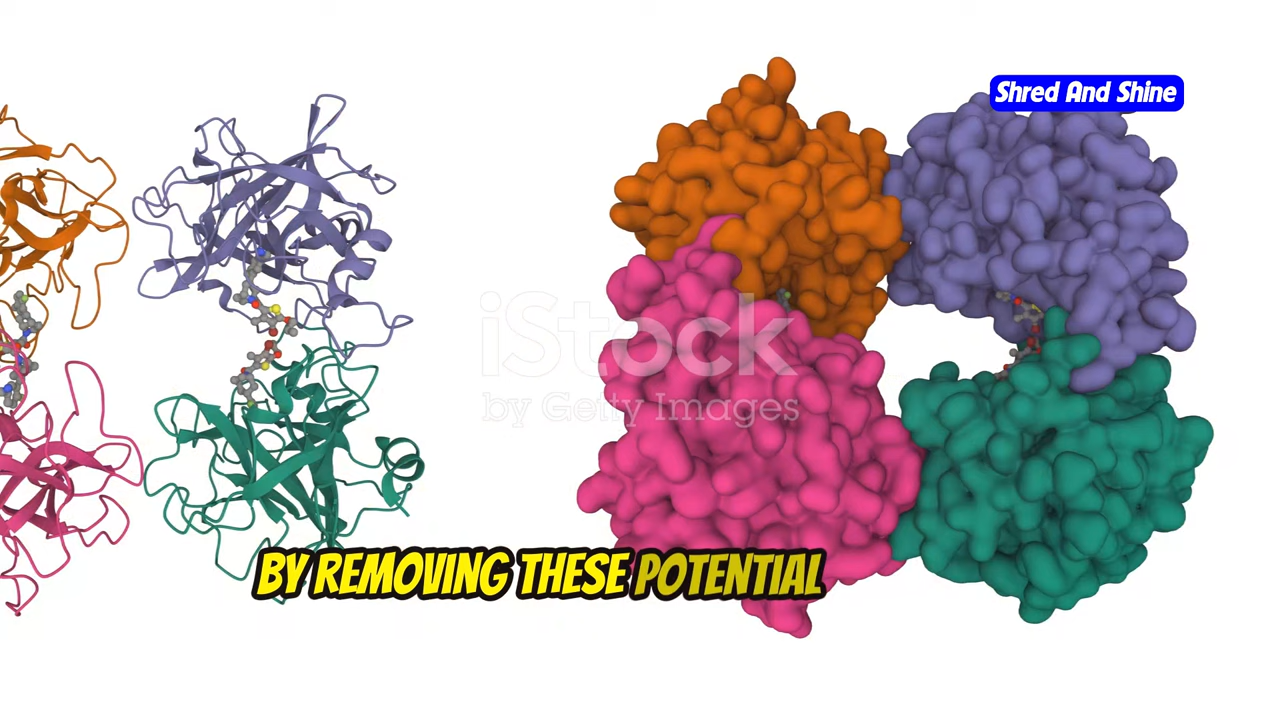 Shred And Shine
iStock
by Getty Images
BY REMOVING THESE POTENTIAL